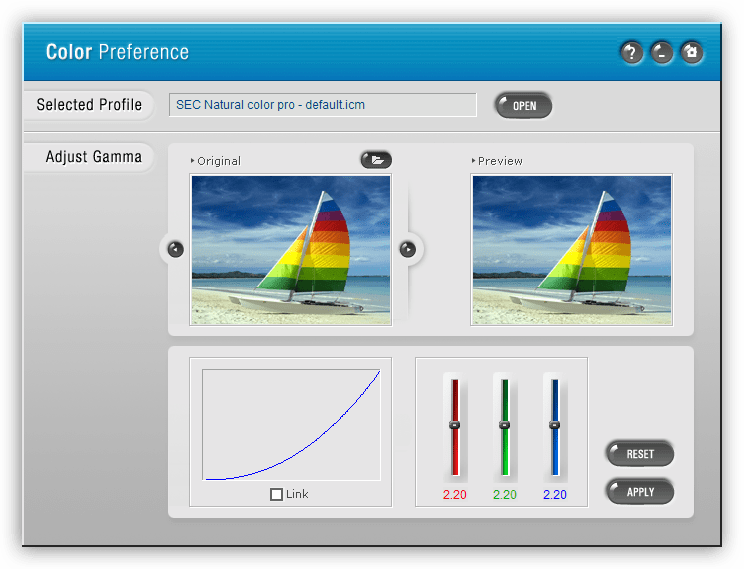 Color Preference
?
Selected Profile
SEC Natural color pro - default.icm
OPEN
Adjust Gamma
Original
Preview
Link
2.20
2.20
2.20
RESET
APPLY